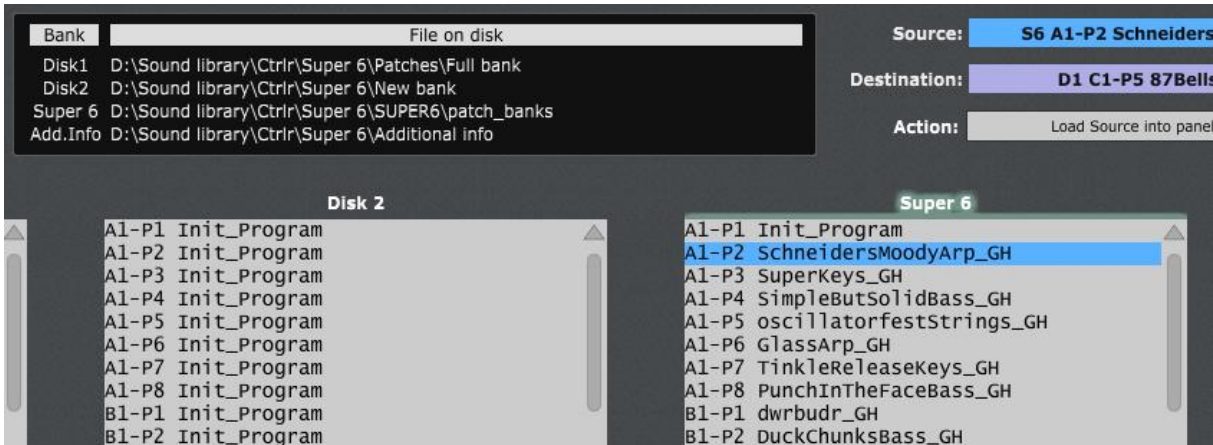 Bank File on disk
Disk1 D:\Sound library\Ctrlr\Super 6\Patches\Full bank
Disk2 D:\Sound library\Ctrlr\Super 6\New bank
Super 6 D:\Sound library\Ctrlr\Super 6\SUPER6\patch_banks
Add.Info D:\Sound library\Ctrlr\Super 6\Additional info
Source: S6 A1-P2 Schneiders
Destination: D1 C1-P5 87Bells
Action: Load Source into panel
Disk 2
A1-P1 Init_Program
A1-P2 Init_Program
A1-P3 Init_Program
A1-P4 Init_Program
A1-P5 Init_Program
A1-P6 Init_Program
A1-P7 Init_Program
A1-P8 Init_Program
B1-P1 Init_Program
B1-P2 Init_Program
Super 6
A1-P1 Init_Program
A1-P2 SchneidersMoodyArp_GH
A1-P3 SuperKeys_GH
A1-P4 SimpleButSolidBass_GH
A1-P5 oscillatorfestStrings_GH
A1-P6 GlassArp_GH
A1-P7 TinkleReleaseKeys_GH
A1-P8 PunchInTheFaceBass_GH
B1-P1 dwrbudr_GH
B1-P2 DuckChunksBass_GH